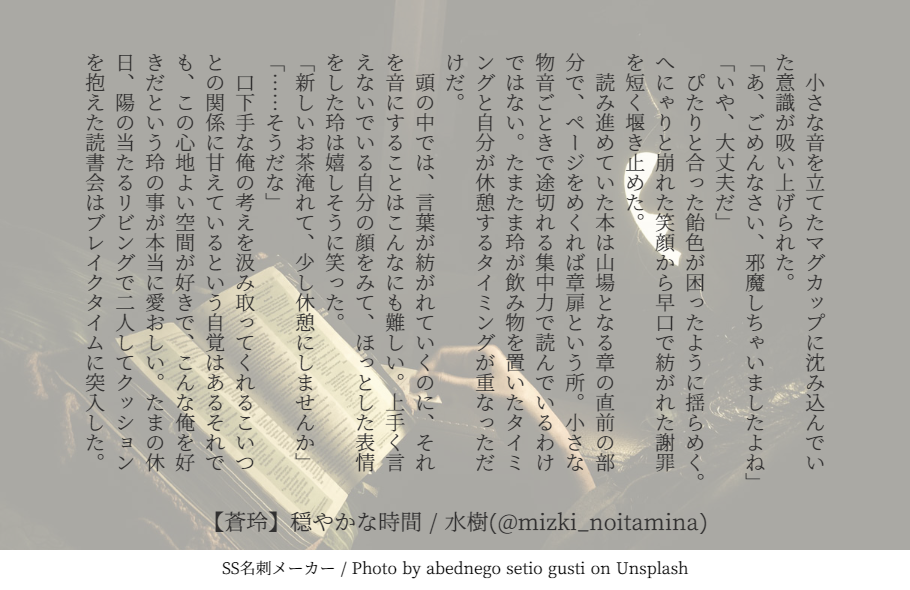 小さな音を立てたマグカップに沈み込んでい
た意識が吸い上げられた。
「あ、ごめんなさい、邪魔しちゃいましたよね」
「いや、大丈夫だ」
　ぴたりと合った飴色が困ったように揺らめく。
へにゃりと崩れた笑顔から早口で紡がれた謝罪
を短く堰き止めた。
　読み進めていた本は山場となる章の直前の部
分で、ページをめくれば章扉という所。小さな
物音ごときで途切れる集中力で読んでいるわけ
ではない。たまたま玲が飲み物を置いたタイミ
ングと自分が休憩するタイミングが重なっただ
けだ。
　頭の中では、言葉が紡がれていくのに、それ
を音にすることはこんなにも難しい。上手く言
えないでいる自分の顔をみて、ほっとした表情
をした玲は嬉しそうに笑った。
「新しいお茶淹れて、少し休憩にしませんか」
「……そうだな」
　口下手な俺の考えを汲み取ってくれるこいつ
との関係に甘えているという自覚はあるそれで
も、この心地よい空間が好きで、こんな俺を好
きだという玲の事が本当に愛おしい。たまの休
日、陽の当たるリビングで二人してクッション
を抱えた読書会はブレイクタイムに突入した。
【蒼玲】穏やかな時間 / 水樹(@mizki_noitamina)
SS名刺メーカー / Photo by abednego setio gusti on Unsplash